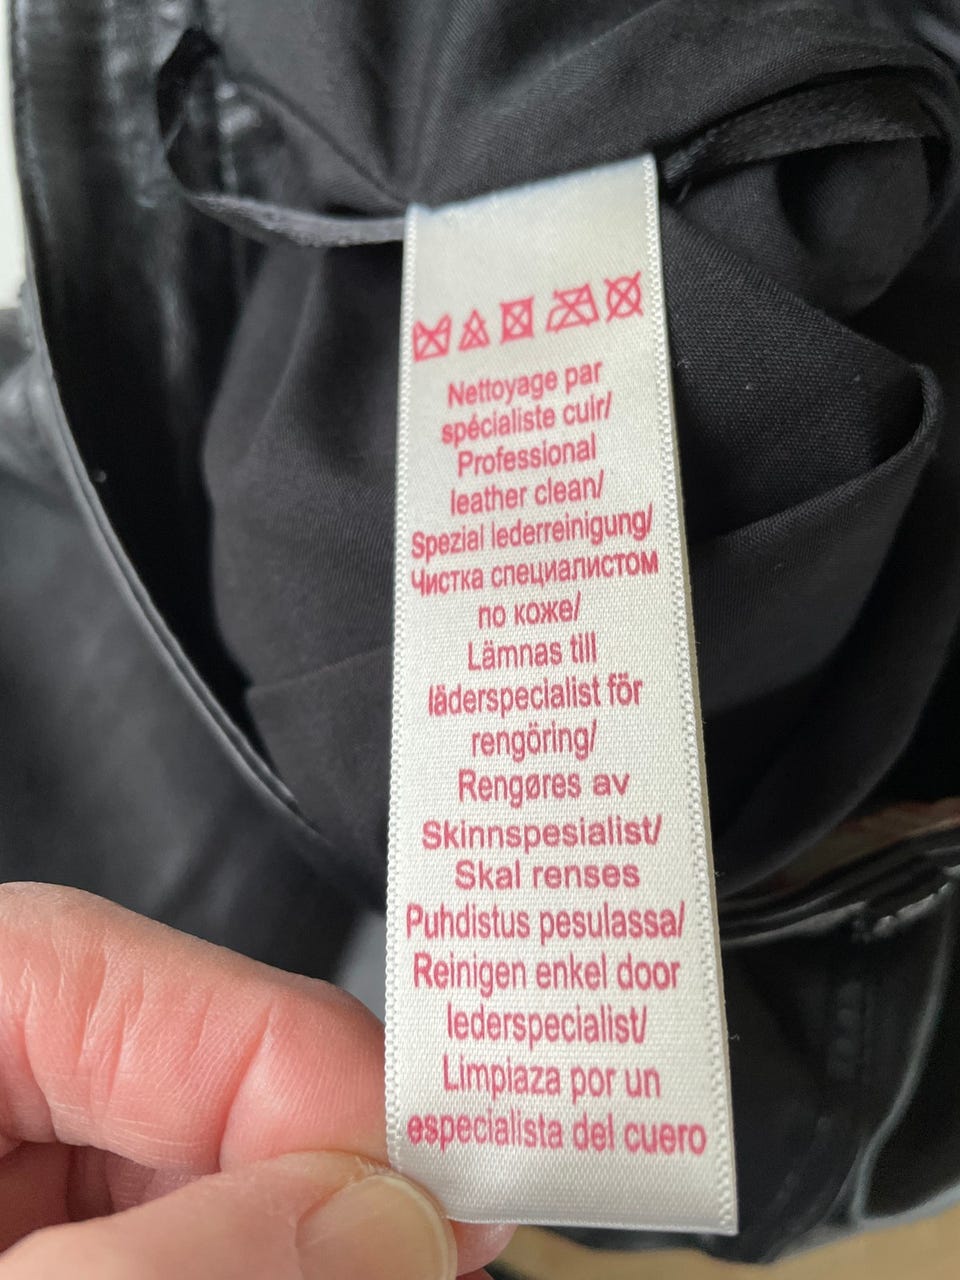 Nettoyage par
spécialiste cuir/
Professional
leather clean/
Spezial lederreinigung/
Чистка специалистом
по коже/
Lämnas till
läderspecialist för
rengöring/
Rengøres av
Skinnspesialist/
Skal renses
Puhdistus pesulassa/
Reinigen enkel door
lederspecialist/
Limpiaza por un
especialista del cuero